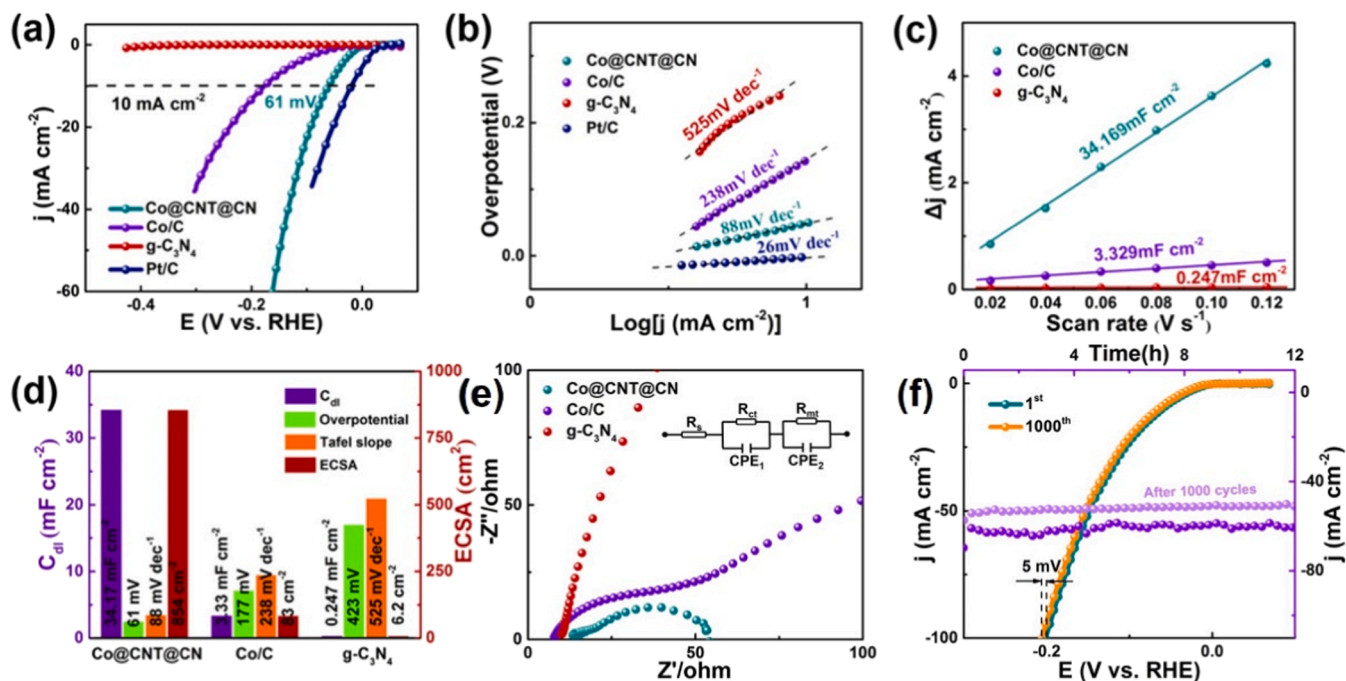 (a)
0
-20
-40
-60
j (mA cm⁻²)
10 mA cm⁻²
61 mV
Co@CNT@CN
Co/C
g-C₃N₄
Pt/C
-0.4
-0.2
0.0
E (V vs. RHE)
(b)
Overpotential (V)
0.2
0.0
Co@CNT@CN
Co/C
g-C₃N₄
Pt/C
525mV dec⁻¹
238mV dec⁻¹
88mV dec⁻¹
26mV dec⁻¹
0
1
Log[j (mA cm⁻²)]
(c)
Δj (mA cm⁻²)
4
2
0
Co@CNT@CN
Co/C
g-C₃N₄
34.169mF cm⁻²
3.329mF cm⁻²
0.247mF cm⁻²
0.02
0.04
0.06
0.08
0.10
0.12
Scan rate (V s⁻¹)
(d)
Cdl (mF cm⁻²)
40
30
20
10
0
Cdl
Overpotential
Tafel slope
ECSA
34.17 mF cm⁻²
61 mV
88 mV dec⁻¹
854 cm⁻²
3.33 mF cm⁻²
177 mV
238 mV dec⁻¹
83 cm⁻²
0.247 mF cm⁻²
423 mV
525 mV dec⁻¹
6.2 cm⁻²
Co@CNT@CN
Co/C
g-C₃N₄
1000
750
500
250
0
ECSA (cm²)
(e)
-Z''/ohm
100
50
0
Co@CNT@CN
Co/C
g-C₃N₄
Rs
Rct
Rmt
CPE₁
CPE₂
0
50
100
Z'/ohm
(f)
0
4
8
12
Time(h)
1st
1000th
After 1000 cycles
5 mV
j (mA cm⁻²)
0
-50
-100
-0.2
0.0
E (V vs. RHE)
0
-40
-80
j (mA cm⁻²)